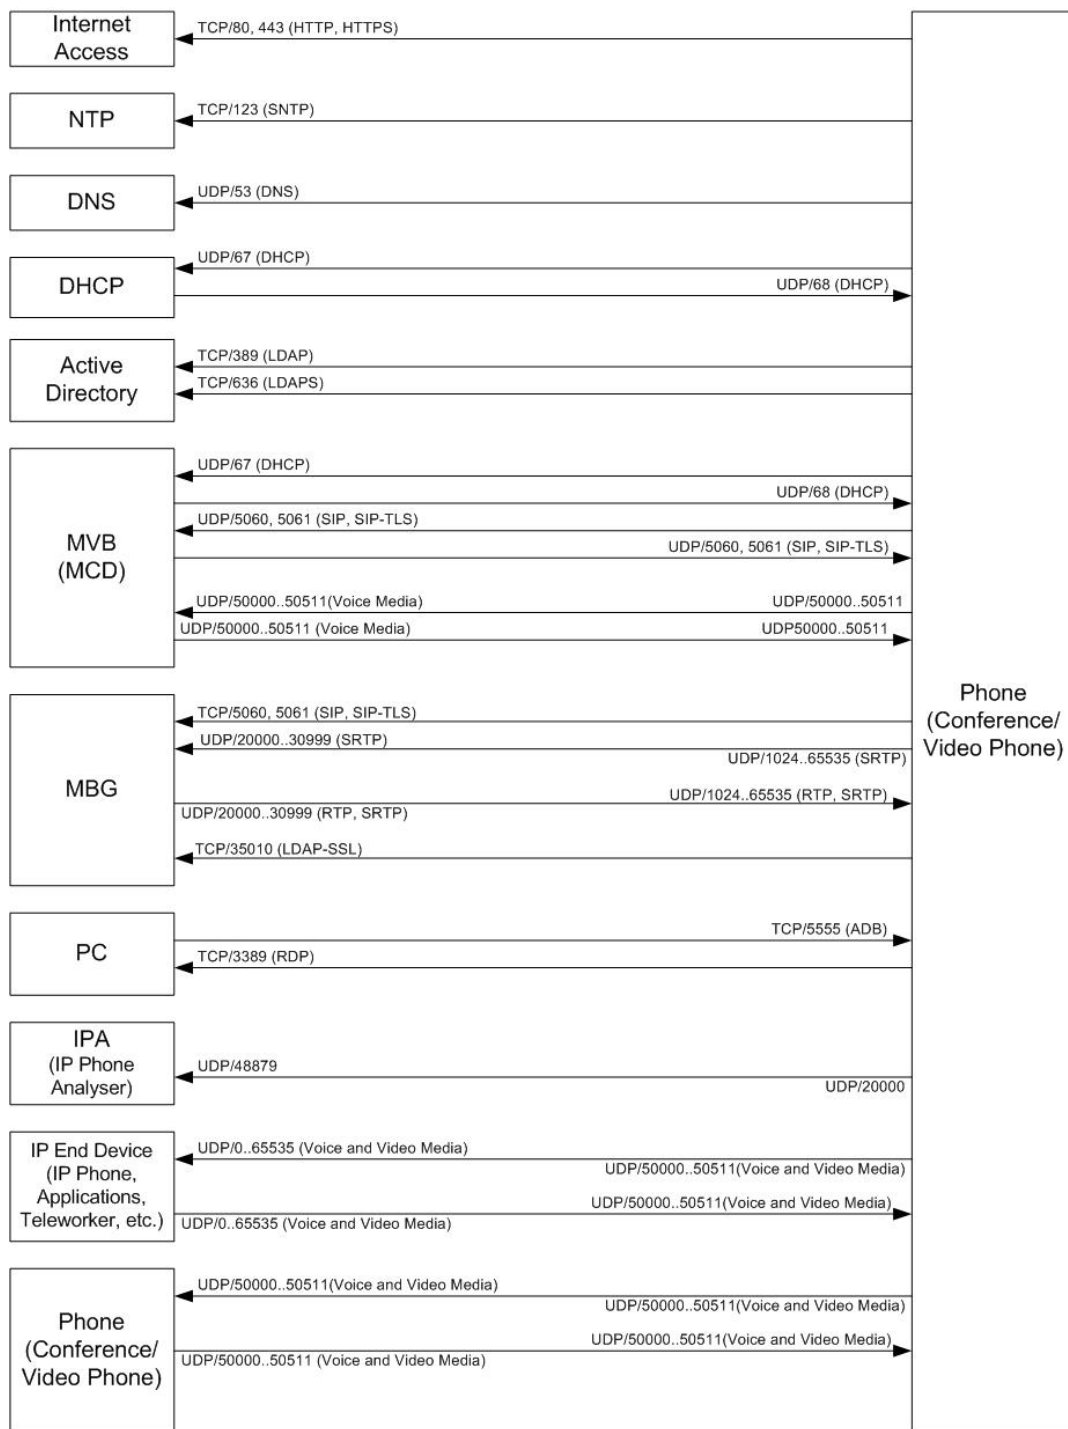 Internet
Access
TCP/80, 443 (HTTP, HTTPS)
NTP
TCP/123 (SNTP)
DNS
UDP/53 (DNS)
DHCP
UDP/67 (DHCP)
UDP/68 (DHCP)
Active
Directory
TCP/389 (LDAP)
TCP/636 (LDAPS)
MVB
(MCD)
UDP/67 (DHCP)
UDP/68 (DHCP)
UDP/5060, 5061 (SIP, SIP-TLS)
UDP/5060, 5061 (SIP, SIP-TLS)
UDP/50000..50511(Voice Media) UDP/50000..50511
UDP/50000..50511 (Voice Media) UDP50000..50511
MBG
TCP/5060, 5061 (SIP, SIP-TLS)
UDP/20000..30999 (SRTP)
UDP/1024..65535 (SRTP)
UDP/1024..65535 (RTP, SRTP)
UDP/20000..30999 (RTP, SRTP)
TCP/35010 (LDAP-SSL)
Phone
(Conference/
Video Phone)
PC
TCP/5555 (ADB)
TCP/3389 (RDP)
IPA
(IP Phone
Analyser)
UDP/48879
UDP/20000
IP End Device
(IP Phone,
Applications,
Teleworker, etc.)
UDP/0..65535 (Voice and Video Media)
UDP/50000..50511(Voice and Video Media)
UDP/50000..50511(Voice and Video Media)
UDP/0..65535 (Voice and Video Media)
Phone
(Conference/
Video Phone)
UDP/50000..50511(Voice and Video Media)
UDP/50000..50511(Voice and Video Media)
UDP/50000..50511(Voice and Video Media)
UDP/50000..50511 (Voice and Video Media)